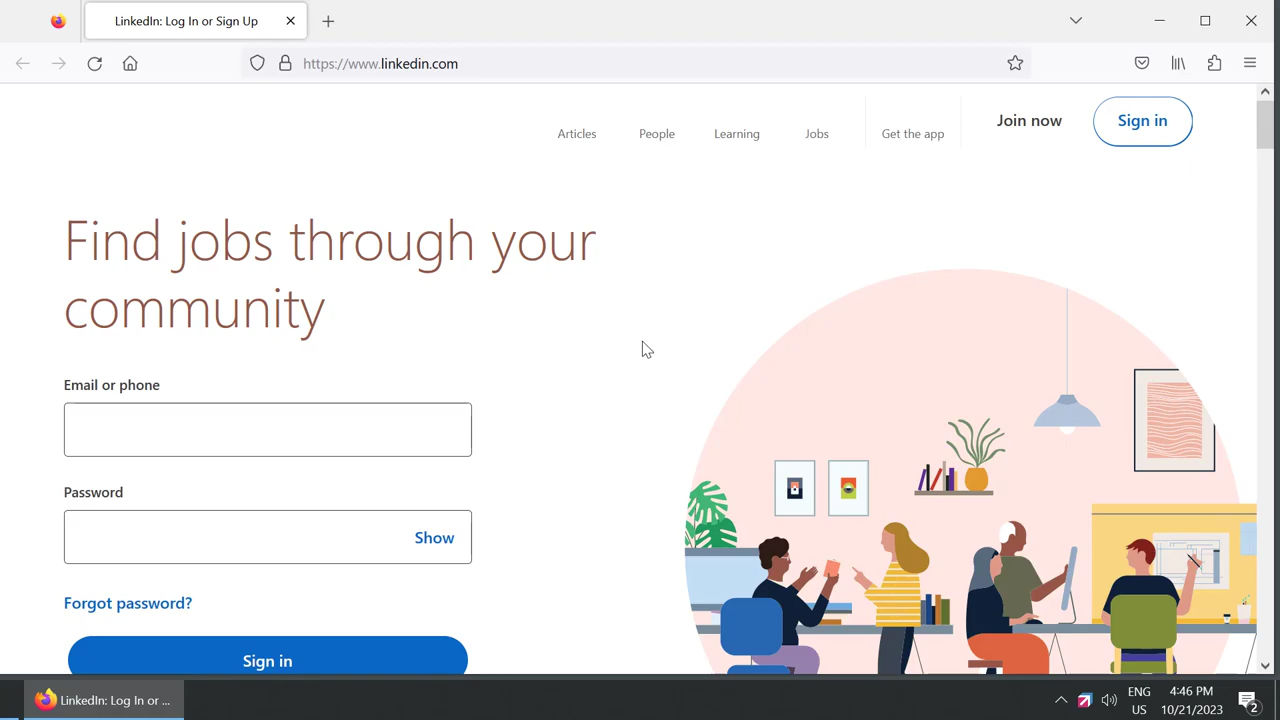 LinkedIn: Log In or Sign Up
https://www.linkedin.com
Articles
People
Learning
Jobs
Get the app
Join now
Sign in
Find jobs through your
community
Email or phone
Password
Show
Forgot password?
Sign in
LinkedIn: Log In or ...
ENG
US
4:46 PM
10/21/2023
2